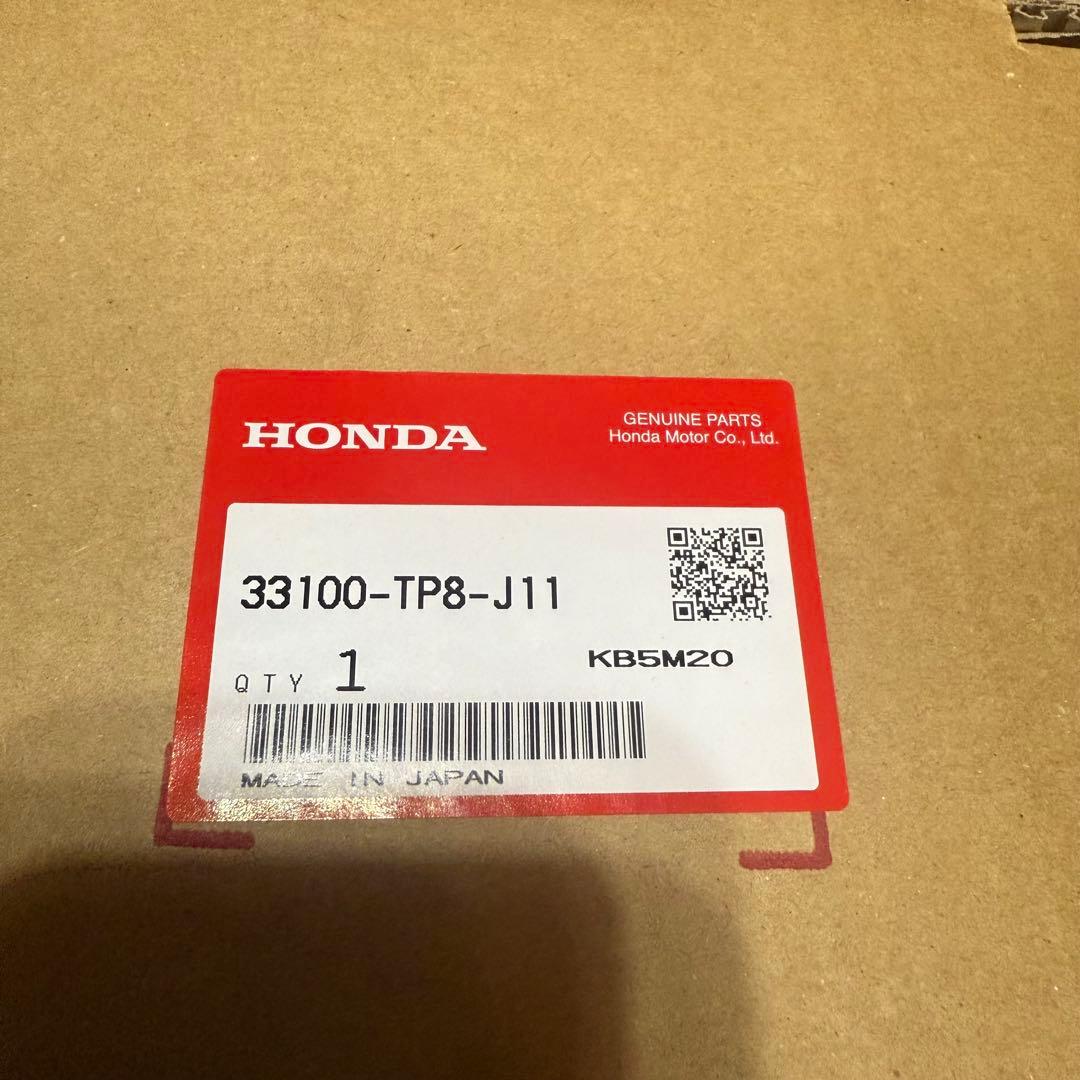 HONDA
GENUINE PARTS
Honda Motor Co., Ltd.
33100-TP8-J11
KB5M20
QTY 1
MADE IN JAPAN